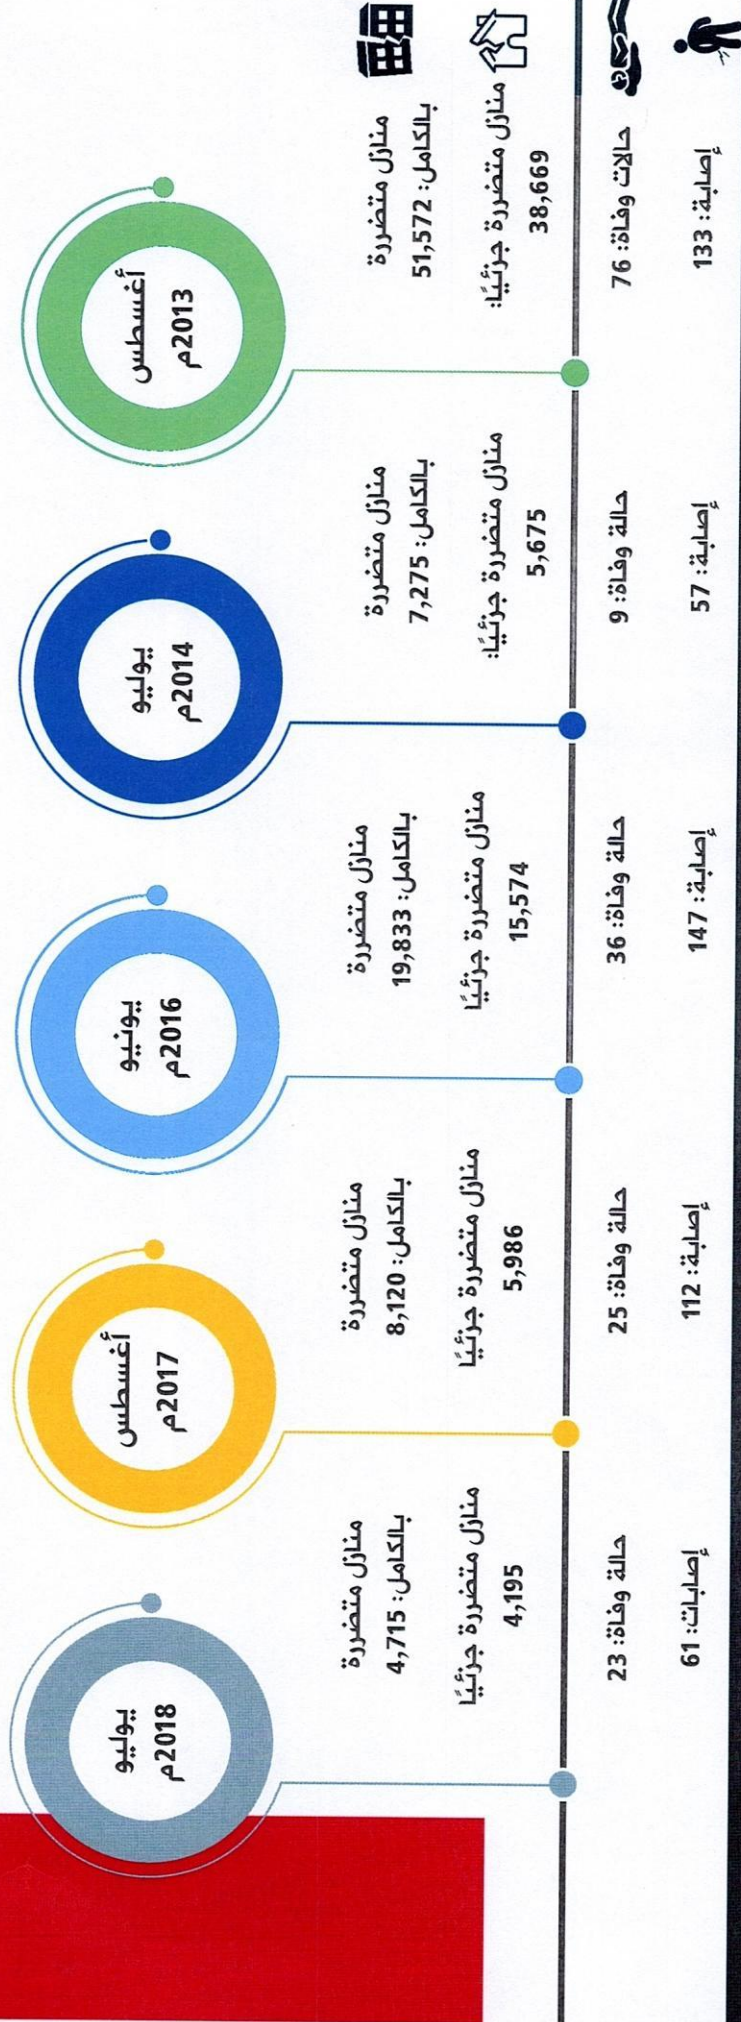 أغسطس
2013م
منازل متضررة
بالكامل: 51,572
منازل متضررة جزئيًا:
38,669
حالات وفاة: 76
إصابة: 133
يوليو
2014م
منازل متضررة
بالكامل: 7,275
منازل متضررة جزئيًا:
5,675
حالة وفاة: 9
إصابة: 57
يونيو
2016م
منازل متضررة
بالكامل: 19,833
منازل متضررة جزئيًا
15,574
حالة وفاة: 36
إصابة: 147
أغسطس
2017م
منازل متضررة
بالكامل: 8,120
منازل متضررة جزئيًا
5,986
حالة وفاة: 25
إصابة: 112
يوليو
2018م
منازل متضررة
بالكامل: 4,715
منازل متضررة جزئيًا
4,195
حالة وفاة: 23
إصابات: 61